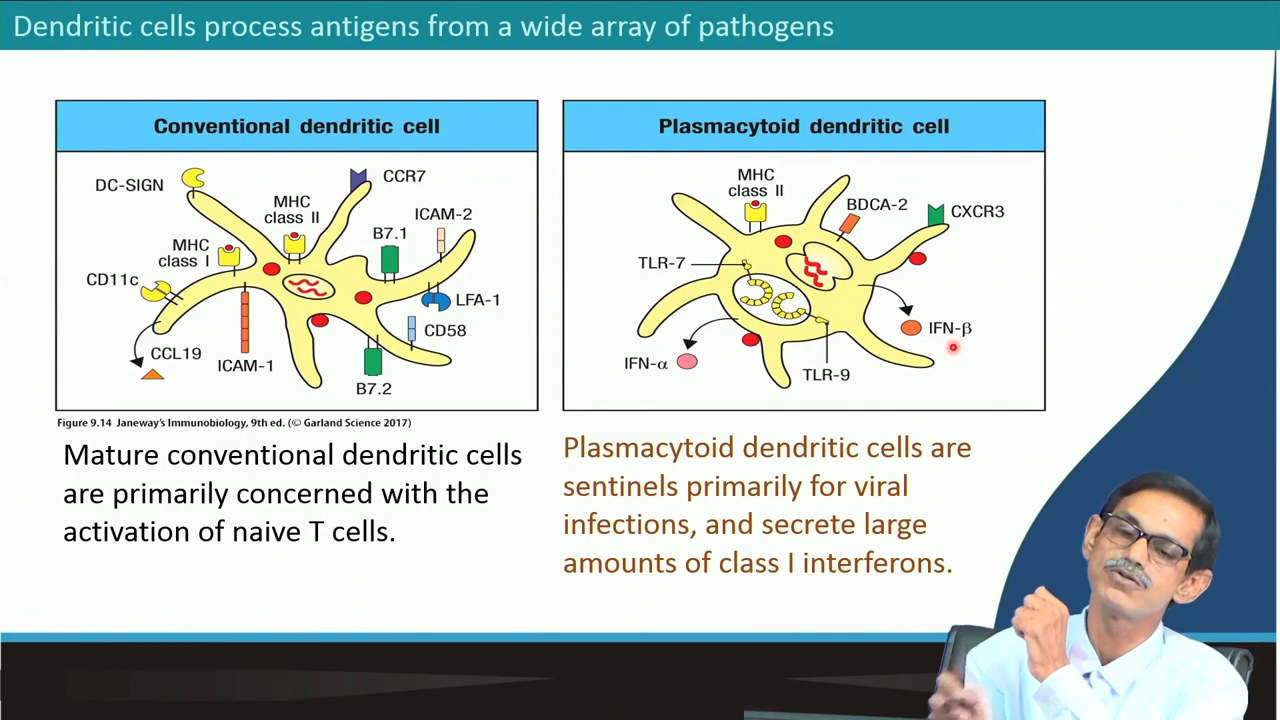 Dendritic cells process antigens from a wide array of pathogens
Conventional dendritic cell
DC-SIGN
CCR7
MHC
class II
ICAM-2
B7.1
MHC
class I
CD11c
LFA-1
CD58
CCL19
ICAM-1
B7.2
Figure 9.14 Janeway's Immunobiology, 9th ed. (© Garland Science 2017)
Mature conventional dendritic cells
are primarily concerned with the
activation of naive T cells.
Plasmacytoid dendritic cell
MHC
class II
BDCA-2
CXCR3
TLR-7
IFN-β
IFN-α
TLR-9
Plasmacytoid dendritic cells are
sentinels primarily for viral
infections, and secrete large
amounts of class I interferons.